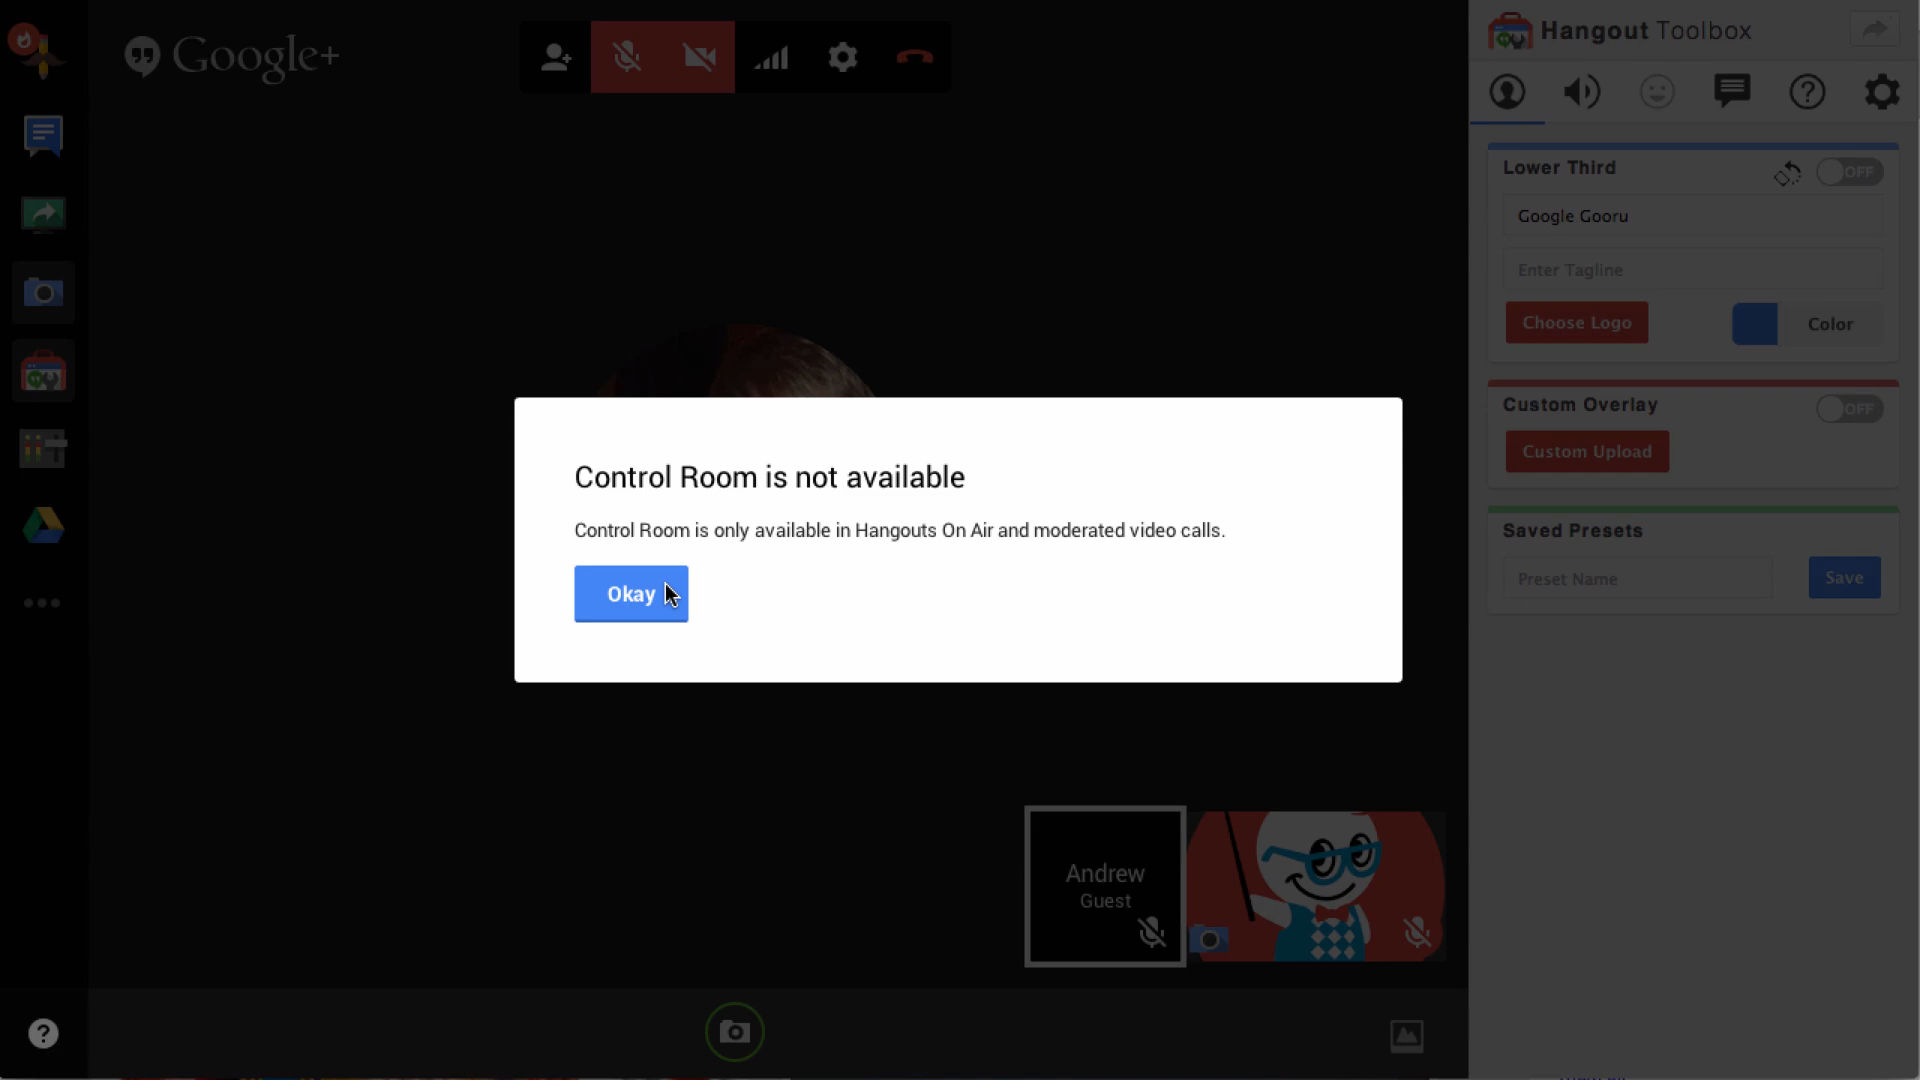 Google+
Hangout Toolbox
Lower Third
OFF
Google Gooru
Enter Tagline
Choose Logo
Color
Custom Overlay
OFF
Custom Upload
Saved Presets
Preset Name
Save
Control Room is not available
Control Room is only available in Hangouts On Air and moderated video calls.
Okay
Andrew
Guest